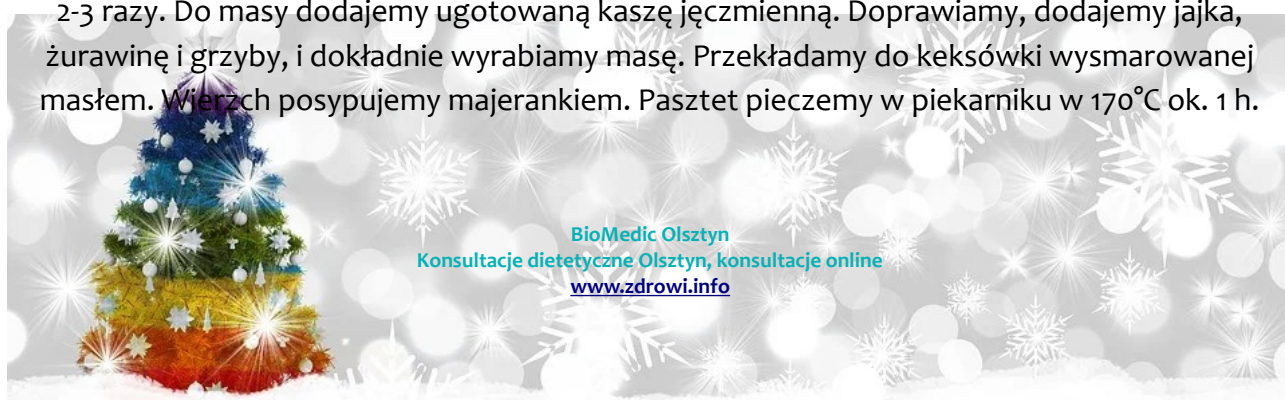 2-3 razy. Do masy dodajemy ugotowaną kaszę jęczmienną. Doprawiamy, dodajemy jajka,
żurawinę i grzyby, i dokładnie wyrabiamy masę. Przekładamy do keksówki wysmarowanej
masłem. Wierzch posypujemy majerankiem. Pasztet pieczemy w piekarniku w 170°C ok. 1 h.
BioMedic Olsztyn
Konsultacje dietetyczne Olsztyn, konsultacje online
www.zdrowi.info